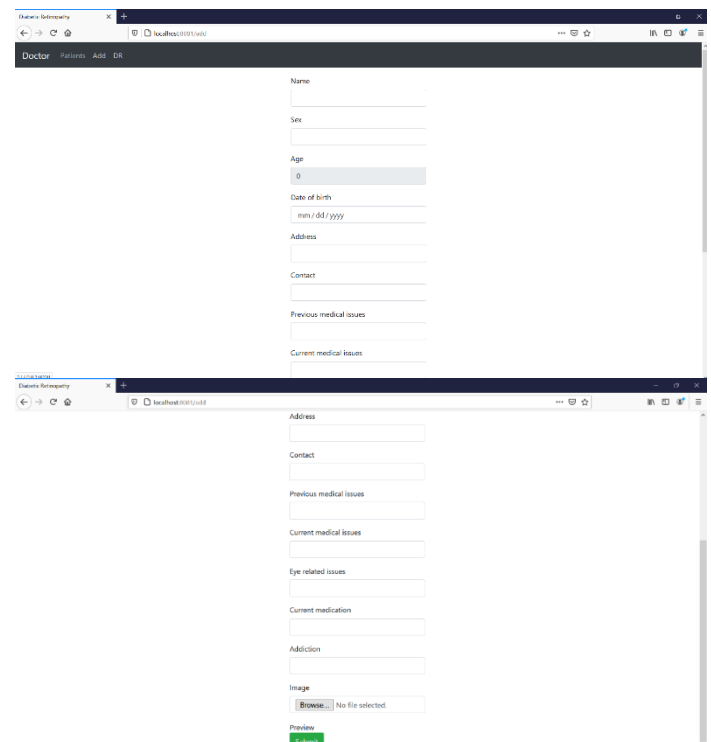 Diabetic Retinopathy
localhost:8081/add
Doctor Patients Add DR
Name
Sex
Age
0
Date of birth
mm / dd / yyyy
Address
Contact
Previous medical issues
Current medical issues
Diabetic Retinopathy
localhost:8081/add
Address
Contact
Previous medical issues
Current medical issues
Eye related issues
Current medication
Addiction
Image
Browse... No file selected.
Preview
Submit